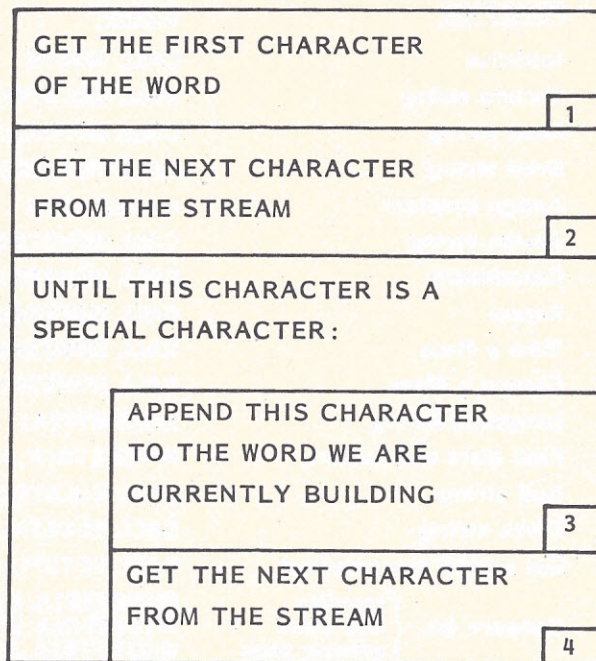 GET THE FIRST CHARACTER
OF THE WORD
1
GET THE NEXT CHARACTER
FROM THE STREAM
2
UNTIL THIS CHARACTER IS A
SPECIAL CHARACTER:
APPEND THIS CHARACTER
TO THE WORD WE ARE
CURRENTLY BUILDING
3
GET THE NEXT CHARACTER
FROM THE STREAM
4